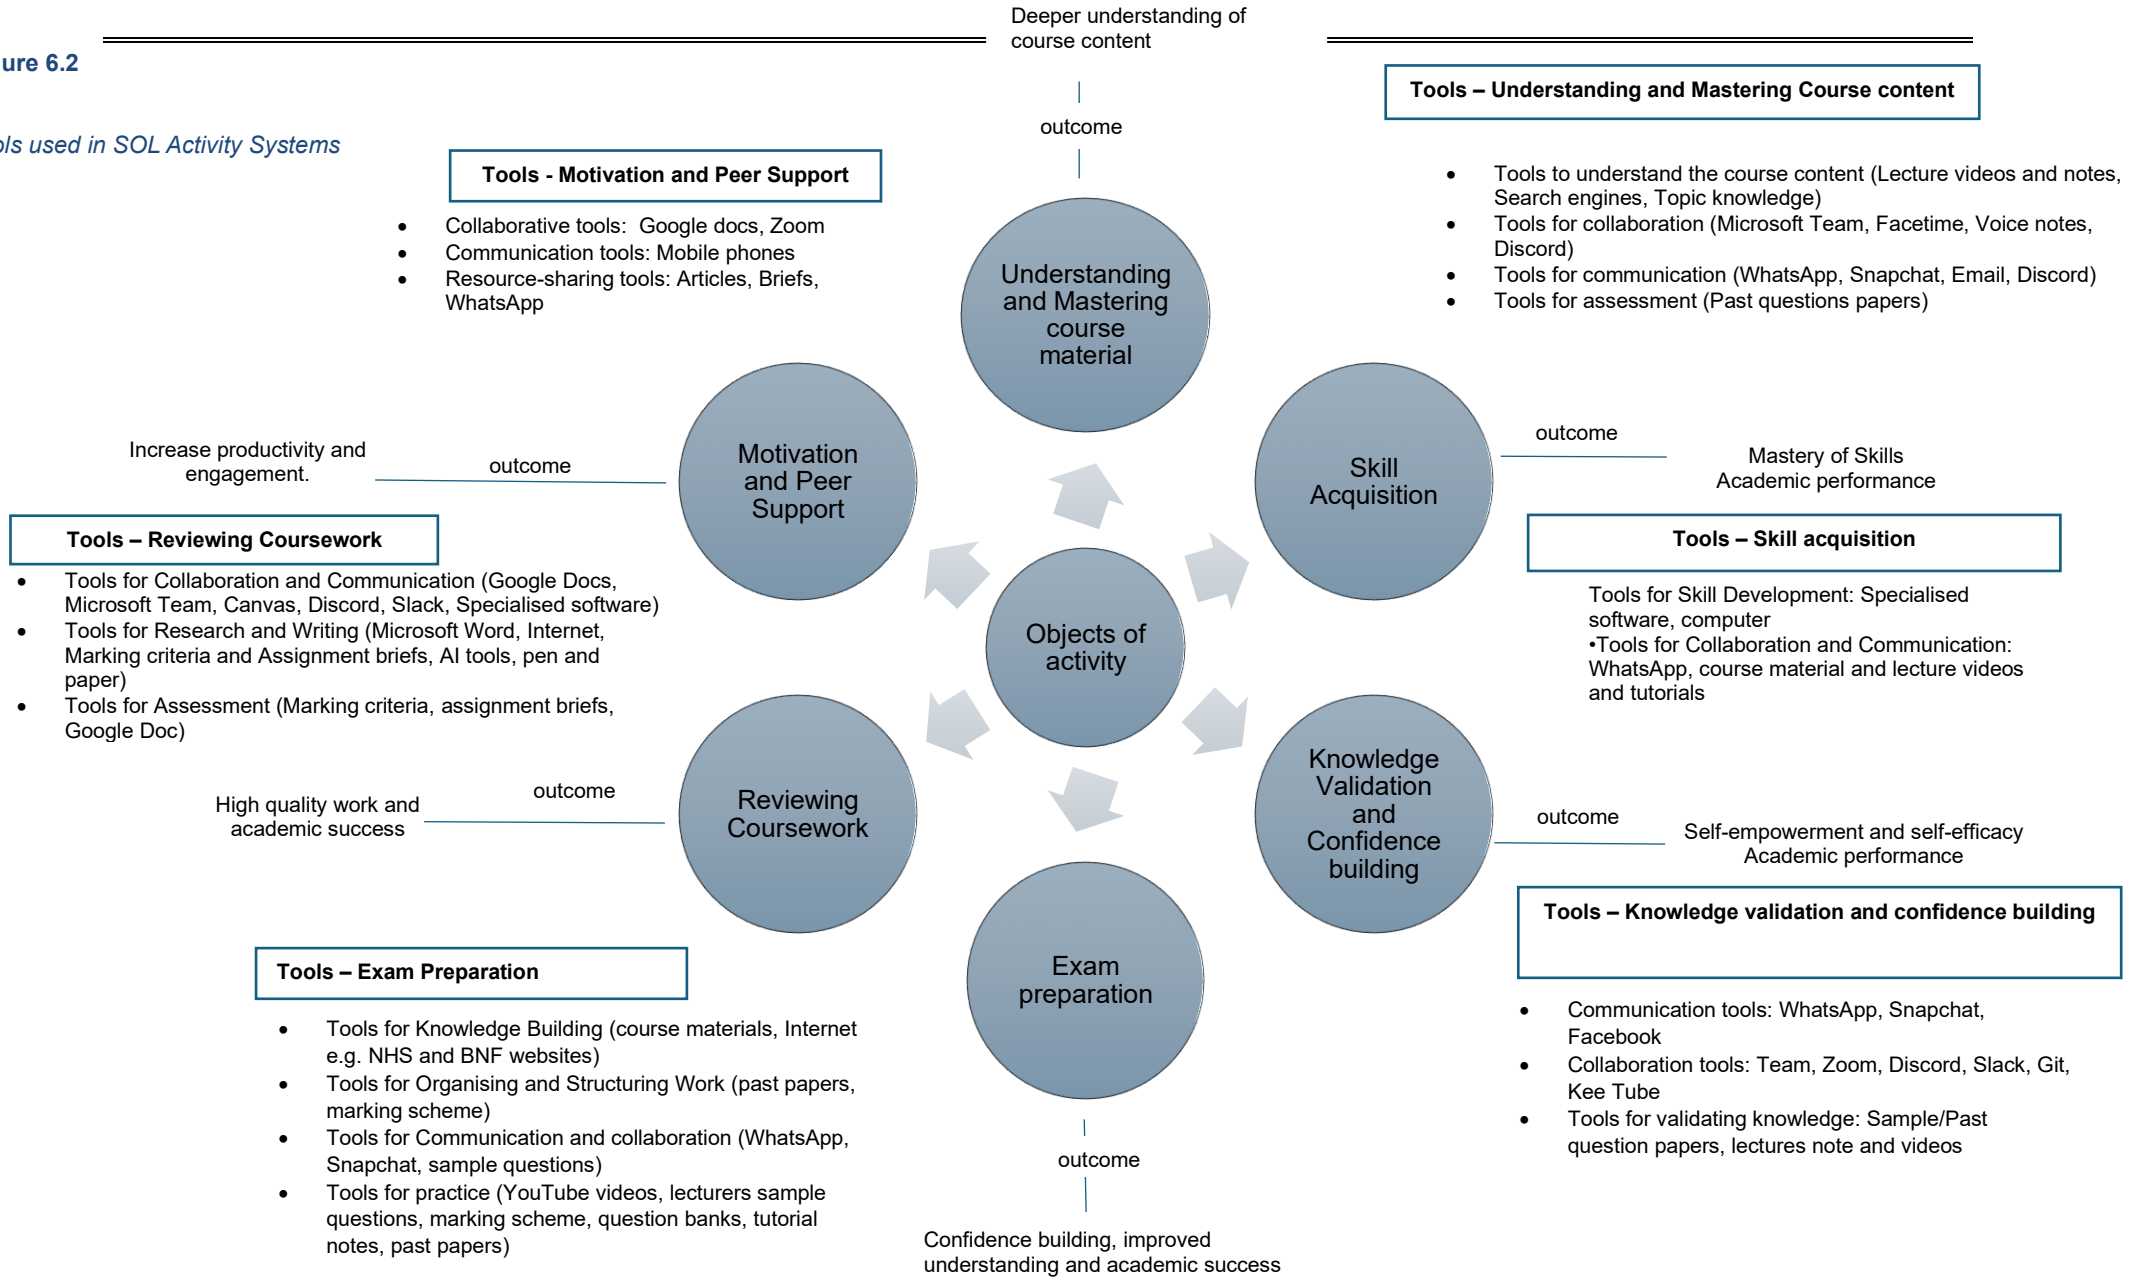 Deeper understanding of
course content
ure 6.2
ols used in SOL Activity Systems
outcome
Tools – Understanding and Mastering Course content
• Tools to understand the course content (Lecture videos and notes,
Search engines, Topic knowledge)
• Tools for collaboration (Microsoft Team, Facetime, Voice notes,
Discord)
• Tools for communication (WhatsApp, Snapchat, Email, Discord)
• Tools for assessment (Past questions papers)
Tools - Motivation and Peer Support
• Collaborative tools:  Google docs, Zoom
• Communication tools: Mobile phones
• Resource-sharing tools: Articles, Briefs,
WhatsApp
Understanding
and Mastering
course
material
Motivation
and Peer
Support
outcome
Increase productivity and
engagement.
Skill
Acquisition
outcome
Mastery of Skills
Academic performance
Tools – Reviewing Coursework
• Tools for Collaboration and Communication (Google Docs,
Microsoft Team, Canvas, Discord, Slack, Specialised software)
• Tools for Research and Writing (Microsoft Word, Internet,
Marking criteria and Assignment briefs, AI tools, pen and
paper)
• Tools for Assessment (Marking criteria, assignment briefs,
Google Doc)
Objects of
activity
Tools – Skill acquisition
Tools for Skill Development: Specialised
software, computer
•Tools for Collaboration and Communication:
WhatsApp, course material and lecture videos
and tutorials
Reviewing
Coursework
outcome
High quality work and
academic success
Knowledge
Validation
and
Confidence
building
outcome
Self-empowerment and self-efficacy
Academic performance
Tools – Knowledge validation and confidence building
• Communication tools: WhatsApp, Snapchat,
Facebook
• Collaboration tools: Team, Zoom, Discord, Slack, Git,
Kee Tube
• Tools for validating knowledge: Sample/Past
question papers, lectures note and videos
Exam
preparation
Tools – Exam Preparation
• Tools for Knowledge Building (course materials, Internet
e.g. NHS and BNF websites)
• Tools for Organising and Structuring Work (past papers,
marking scheme)
• Tools for Communication and collaboration (WhatsApp,
Snapchat, sample questions)
• Tools for practice (YouTube videos, lecturers sample
questions, marking scheme, question banks, tutorial
notes, past papers)
outcome
Confidence building, improved
understanding and academic success